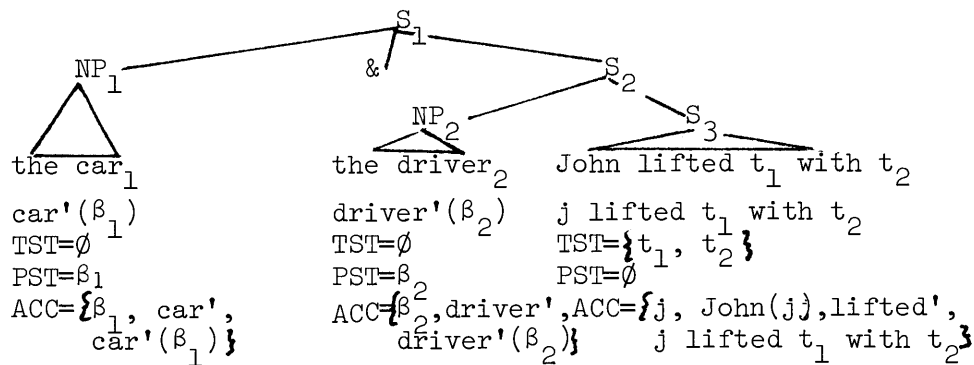 S₁
NP₁ & S₂
NP₂ S₃
the car₁ the driver₂ John lifted t₁ with t₂
car'(β₁) driver'(β₂) j lifted t₁ with t₂
TST=∅ TST=∅ TST={t₁, t₂}
PST=β₁ PST=β₂ PST=∅
ACC={β₁, car', ACC={β₂,driver', ACC={j, John(j),lifted',
car'(β₁)} driver'(β₂)} j lifted t₁ with t₂}